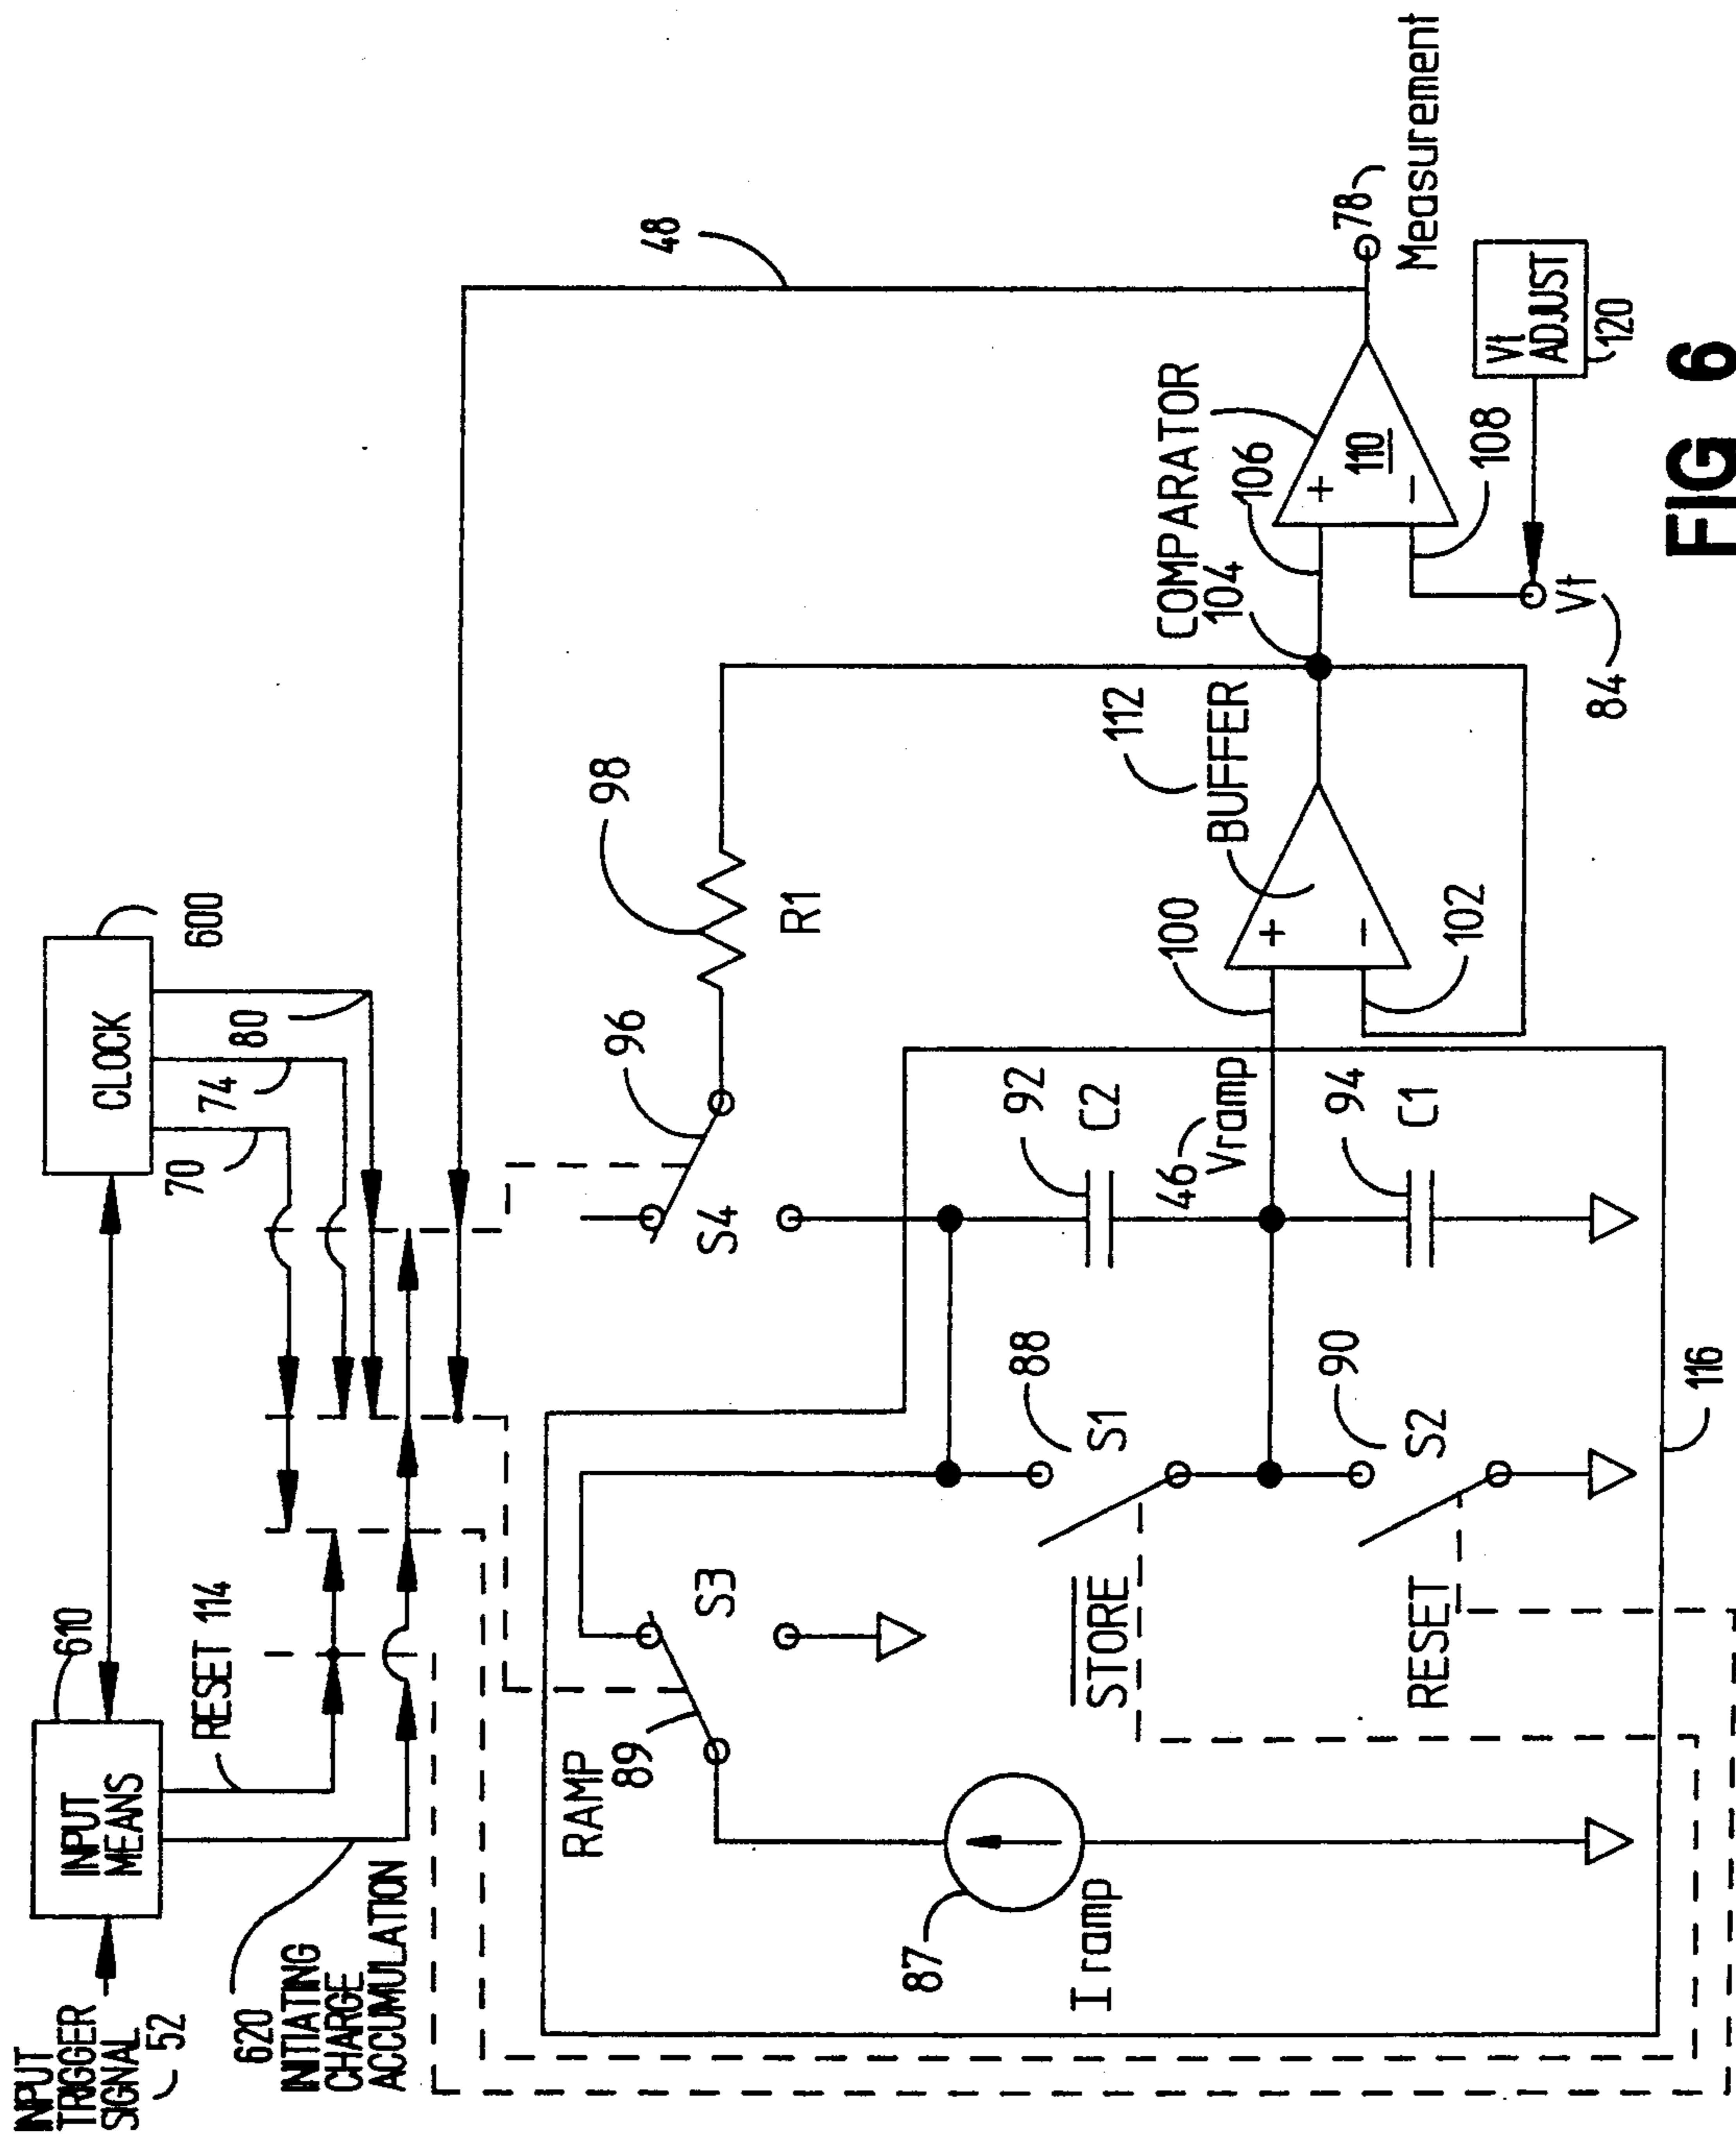 INPUT
TRIGGER
SIGNAL
52
INPUT
MEANS
610
CLOCK
600
70
74
80
RESET 114
620
INITIATING
CHARGE
ACCUMULATION
48
RAMP
89
S3
S4
96
98
R1
87
I ramp
STORE
88
S1
RESET
90
S2
92
C2
46
Vramp
94
C1
116
100
+
-
102
BUFFER
112
COMPARATOR
104
106
+
-
110
108
Vt
84
78
Measurement
Vt
ADJUST
120
FIG 6